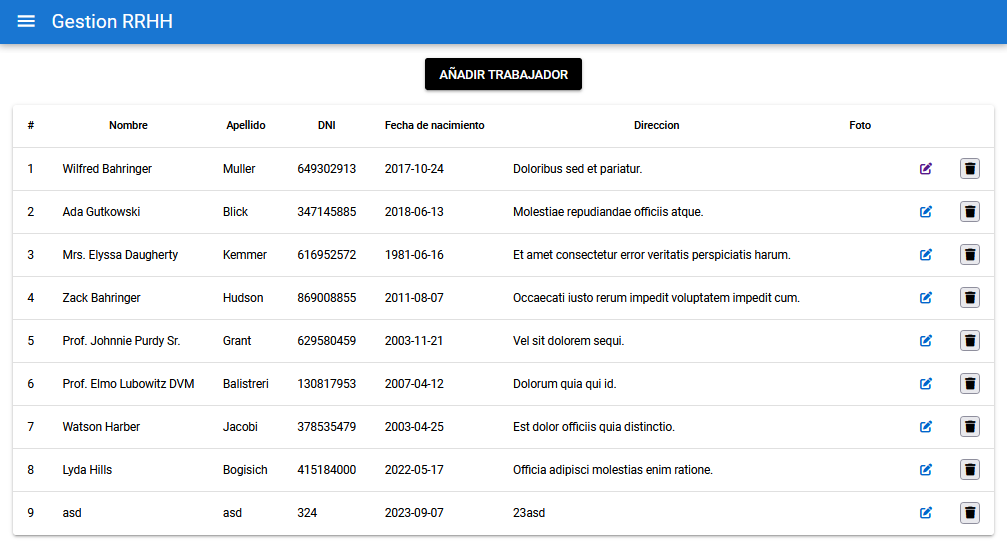 Gestion RRHH
AÑADIR TRABAJADOR
# Nombre Apellido DNI Fecha de nacimiento Direccion Foto
1 Wilfred Bahringer Muller 649302913 2017-10-24 Doloribus sed et pariatur.
2 Ada Gutkowski Blick 347145885 2018-06-13 Molestiae repudiandae officiis atque.
3 Mrs. Elyssa Daugherty Kemmer 616952572 1981-06-16 Et amet consectetur error veritatis perspiciatis harum.
4 Zack Bahringer Hudson 869008855 2011-08-07 Occaecati iusto rerum impedit voluptatem impedit cum.
5 Prof. Johnnie Purdy Sr. Grant 629580459 2003-11-21 Vel sit dolorem sequi.
6 Prof. Elmo Lubowitz DVM Balistreri 130817953 2007-04-12 Dolorum quia qui id.
7 Watson Harber Jacobi 378535479 2003-04-25 Est dolor officiis quia distinctio.
8 Lyda Hills Bogisich 415184000 2022-05-17 Officia adipisci molestias enim ratione.
9 asd asd 324 2023-09-07 23asd